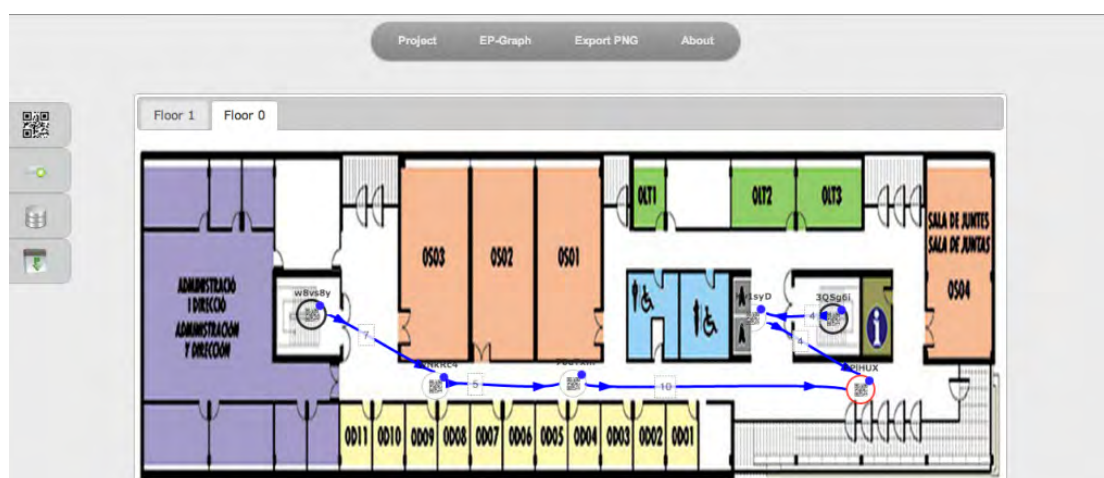 Project EP-Graph Export PNG About
Floor 1 Floor 0
OLT1 OLT2 OLT3
SALA DE JUNTES
SALA DE JUNTAS
OS04
OS03 OS02 OS01
ADMINISTRACIÓ
I DIRECCIÓ
ADMINISTRACIÓN
Y DIRECCIÓN
w8vs8y
3QSg6i
4
7
4
i
5
10
OD11 OD10 OD09 OD08 OD07 OD06 OD05 OD04 OD03 OD02 OD01